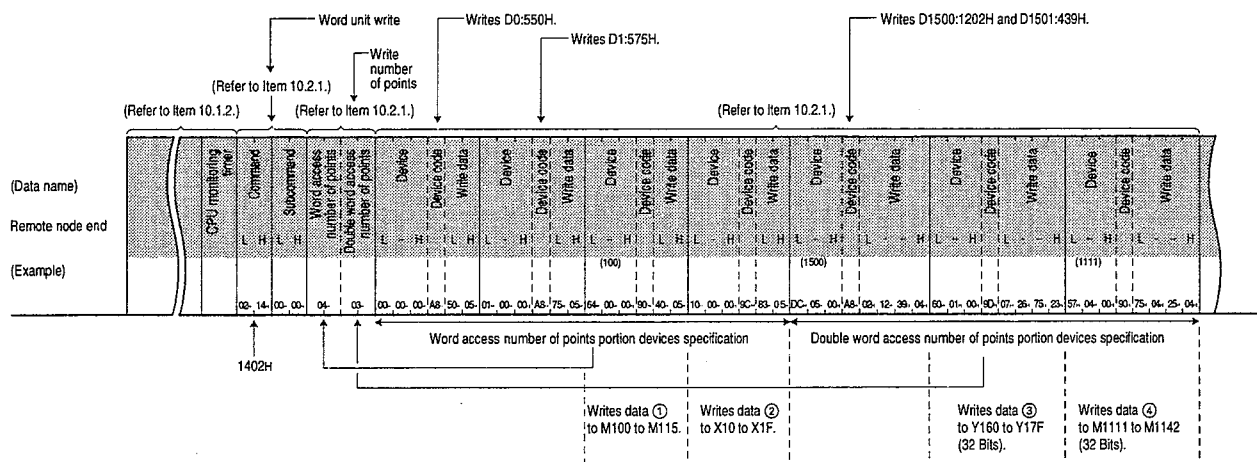 Word unit write
Writes D0:550H.
Writes D1500:1202H and D1501:439H.
Writes D1:575H.
Write
number
of points
(Refer to Item 10.2.1.)
(Refer to Item 10.1.2.)
(Refer to Item 10.2.1.)
(Refer to Item 10.2.1.)
(Data name)
Remote node end
(Example)
CPU monitoring
timer
Command
Subcommend
Word access
number of points
Double word access
number of points
Device
Device code
Write data
Device
Device code
Write data
Device
Device code
Write data
Device
Device code
Write data
Device
Device code
Write data
Device
Device code
Write data
Device
Device code
Write data
L H L H L - H L H L - H L H L - H L H L - H L H L - H L - - H L - H L - - H L - H L - - H
(100) (1500) (1111)
02- 14- 00- 00- 04- 03- 00- 00- 00- A8 50- 05- 01- 00- 00- A8- 75- 05- 64- 00- 00- 90- 40- 05- 10- 00- 00- 9C- 83- 05- DC- 05- 00- A8- 02- 12- 39- 04- 60- 01- 00- 9D- 07- 26- 75- 23- 57- 04- 00- 90- 75- 04- 25- 04-
1402H
Word access number of points portion devices specification
Double word access number of points portion devices specification
Writes data ①
to M100 to M115.
Writes data ②
to X10 to X1F.
Writes data ③
to Y160 to Y17F
(32 Bits).
Writes data ④
to M1111 to M1142
(32 Bits).